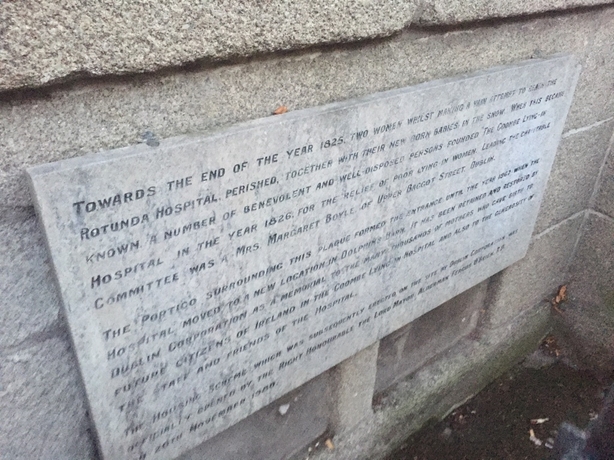 TOWARDS THE END OF THE YEAR 1825, TWO WOMEN WHILST MAKING A VAIN ATTEMPT TO REACH THE
ROTUNDA HOSPITAL, PERISHED, TOGETHER WITH THEIR NEW BORN BABIES IN THE SNOW. WHEN THIS BECAME
KNOWN, A NUMBER OF BENEVOLENT AND WELL-DISPOSED PERSONS FOUNDED THE COOMBE LYING-IN
HOSPITAL IN THE YEAR 1826, FOR THE RELIEF OF POOR LYING IN WOMEN. LEADING THE CHARITABLE
COMMITTEE WAS A MRS. MARGARET BOYLE OF UPPER BAGGOT STREET, DUBLIN.
THE PORTICO SURROUNDING THIS PLAQUE FORMED THE ENTRANCE UNTIL THE YEAR 1967 WHEN THE
HOSPITAL MOVED TO A NEW LOCATION IN DOLPHIN'S BARN. IT HAS BEEN RETAINED AND RESTORED BY
DUBLIN CORPORATION AS A MEMORIAL TO THE MANY THOUSANDS OF MOTHERS WHO GAVE BIRTH TO
FUTURE CITIZENS OF IRELAND IN THE COOMBE LYING IN HOSPITAL AND ALSO TO THE GENEROSITY OF
THE STAFF AND FRIENDS OF THE HOSPITAL.
THE HOUSING SCHEME WHICH WAS SUBSEQUENTLY ERECTED ON THE SITE BY DUBLIN CORPORATION WAS
OFFICIALLY OPENED BY THE RIGHT HONOURABLE THE LORD MAYOR, ALDERMAN FERGUS O'BRIEN, T.D.
NOVEMBER 1980.